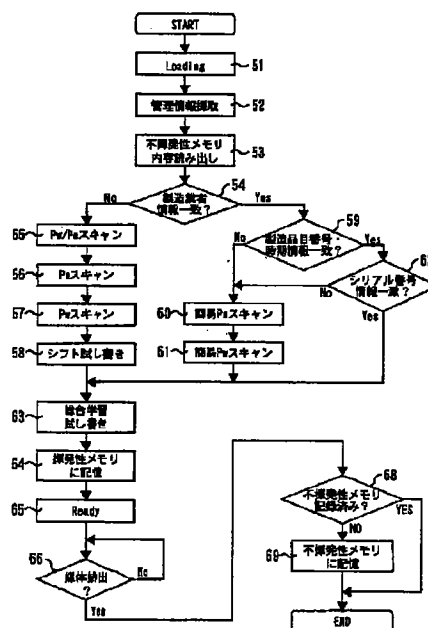 START
Loading
51
管理情報採取
52
不揮発性メモリ
内容読み出し
53
54
No
製造業者
情報一致?
Yes
59
55
Pw/Peスキャン
No
製造品目番号・
時期情報一致?
Yes
56
Peスキャン
No
シリアル番号
情報一致?
57
Pwスキャン
60
簡易Peスキャン
Yes
58
シフト試し書き
61
簡易Pwスキャン
63
総合学習
試し書き
64
揮発性メモリ
に記憶
65
Ready
68
不揮発性メモリ
記録済み?
YES
66
媒体排出
?
No
NO
69
不揮発性メモリ
に記憶
Yes
END